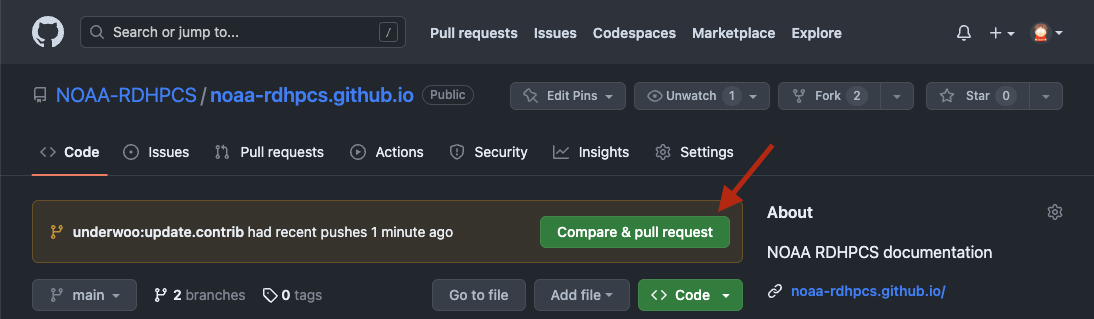 Search or jump to... / Pull requests Issues Codespaces Marketplace Explore
NOAA-RDHPCS / noaa-rdhpcs.github.io Public Edit Pins Unwatch 1 Fork 2 Star 0
Code Issues Pull requests Actions Security Insights Settings
underwoo:update.contrib had recent pushes 1 minute ago Compare & pull request
About
NOAA RDHPCS documentation
main 2 branches 0 tags Go to file Add file <> Code
noaa-rdhpcs.github.io/